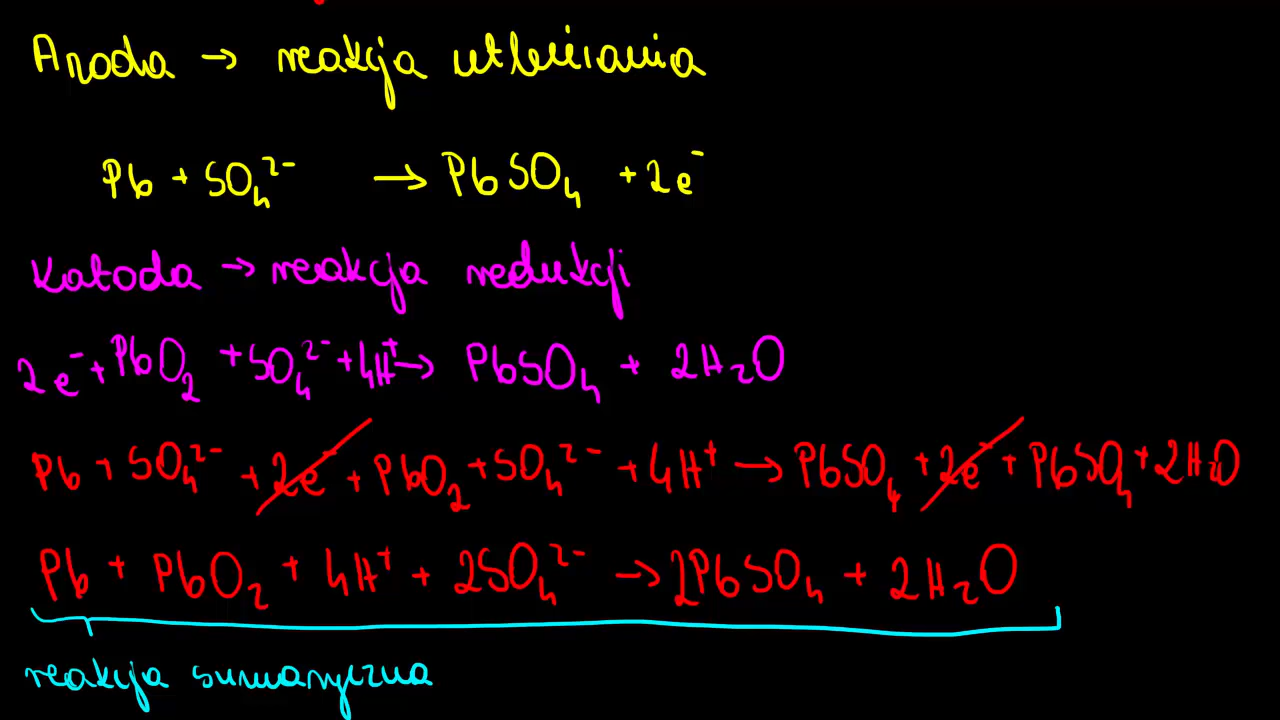 Anoda → reakcja utleniania
Pb + SO₄²⁻ → PbSO₄ + 2e⁻
Katoda → reakcja redukcji
2e⁻ + PbO₂ + SO₄²⁻ + 4H⁺ → PbSO₄ + 2H₂O
Pb + SO₄²⁻ + 2e⁻ + PbO₂ + SO₄²⁻ + 4H⁺ → PbSO₄ + 2e⁻ + PbSO₄ + 2H₂O
Pb + PbO₂ + 4H⁺ + 2SO₄²⁻ → 2PbSO₄ + 2H₂O
reakcja sumaryczna